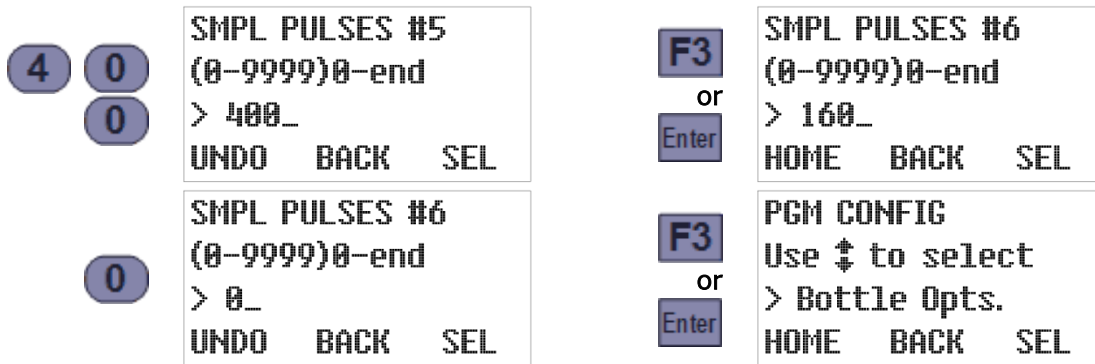 4 0
0
SMPL PULSES #5
(0-9999)0-end
> 400_
UNDO BACK SEL
F3
or
Enter
SMPL PULSES #6
(0-9999)0-end
> 160_
HOME BACK SEL
0
SMPL PULSES #6
(0-9999)0-end
> 0_
UNDO BACK SEL
F3
or
Enter
PGM CONFIG
Use ↕ to select
> Bottle Opts.
HOME BACK SEL